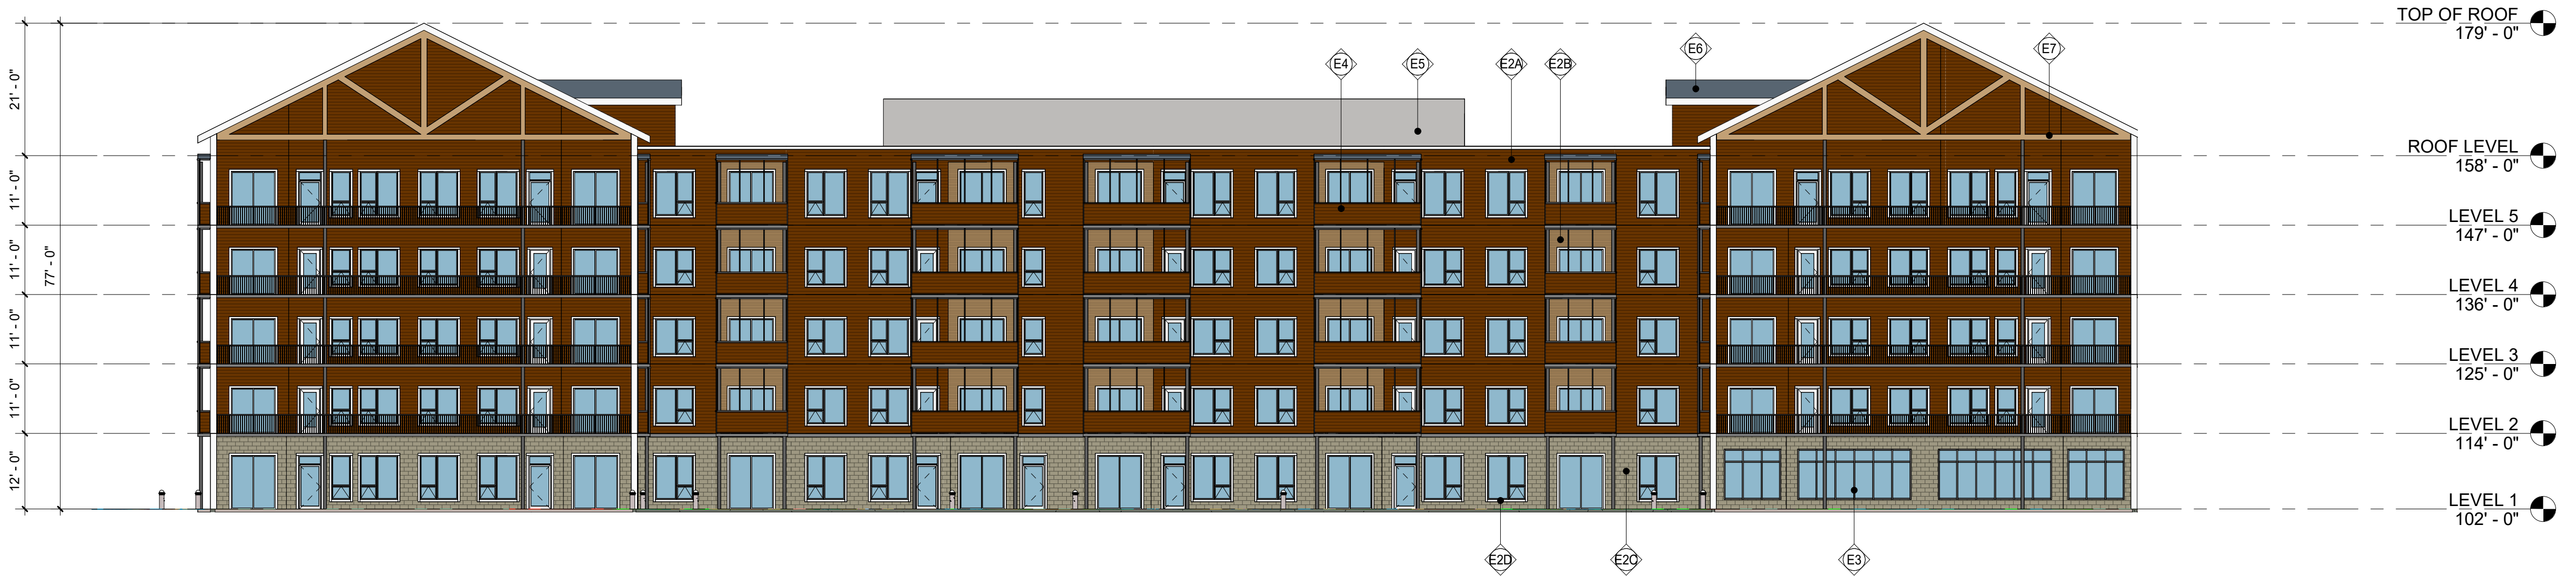 TOP OF ROOF
179' - 0"
E6
E7
E4
E5
E2A
E2B
21' - 0"
ROOF LEVEL
158' - 0"
11' - 0"
LEVEL 5
147' - 0"
77' - 0"
11' - 0"
LEVEL 4
136' - 0"
11' - 0"
LEVEL 3
125' - 0"
11' - 0"
LEVEL 2
114' - 0"
12' - 0"
LEVEL 1
102' - 0"
E2D
E2C
E3